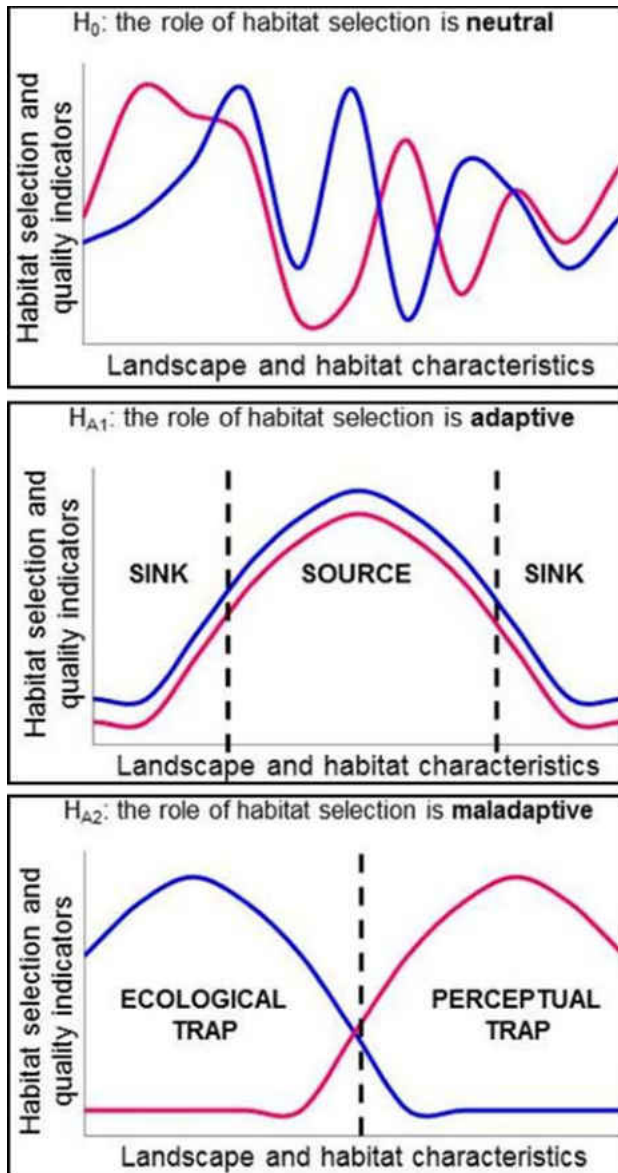 H₀: the role of habitat selection is neutral
Habitat selection and
quality indicators
Landscape and habitat characteristics
H_A1: the role of habitat selection is adaptive
Habitat selection and
quality indicators
SINK
SOURCE
SINK
Landscape and habitat characteristics
H_A2: the role of habitat selection is maladaptive
Habitat selection and
quality indicators
ECOLOGICAL
TRAP
PERCEPTUAL
TRAP
Landscape and habitat characteristics